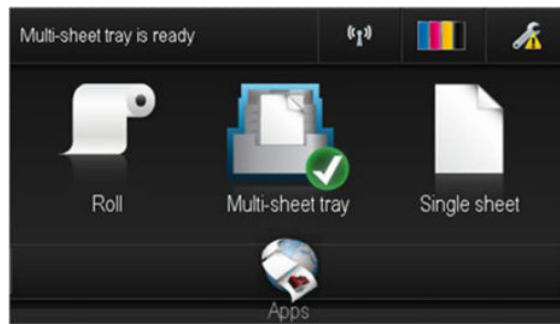 Multi-sheet tray is ready
Roll
Multi-sheet tray
Single sheet
Apps